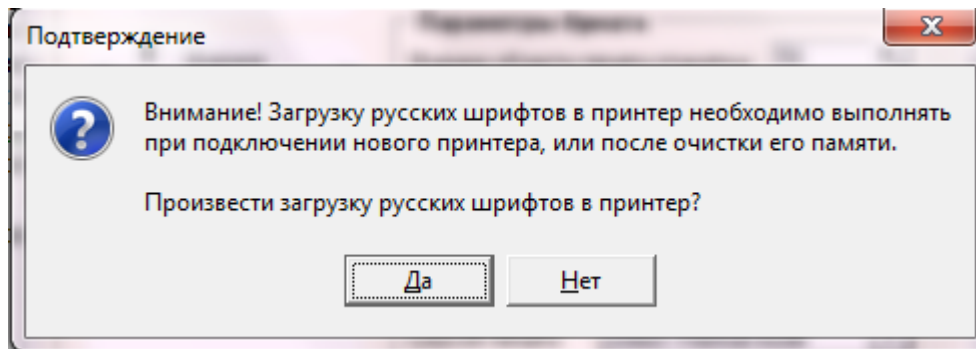 Подтверждение
Внимание! Загрузку русских шрифтов в принтер необходимо выполнять
при подключении нового принтера, или после очистки его памяти.
Произвести загрузку русских шрифтов в принтер?
Да
Нет